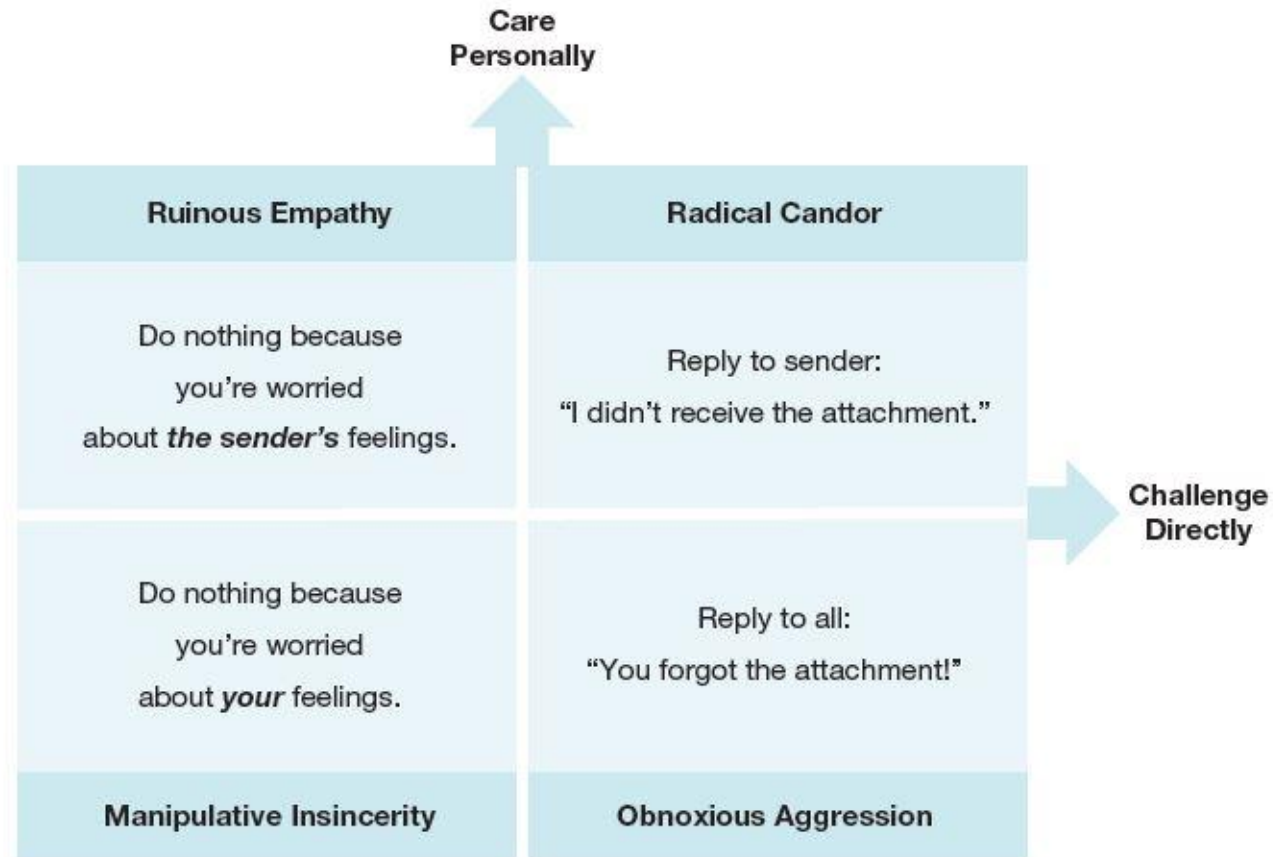 Care
Personally
Ruinous Empathy
Radical Candor
Do nothing because
you’re worried
about the sender’s feelings.
Reply to sender:
“I didn’t receive the attachment.”
Challenge
Directly
Do nothing because
you’re worried
about your feelings.
Reply to all:
“You forgot the attachment!”
Manipulative Insincerity
Obnoxious Aggression